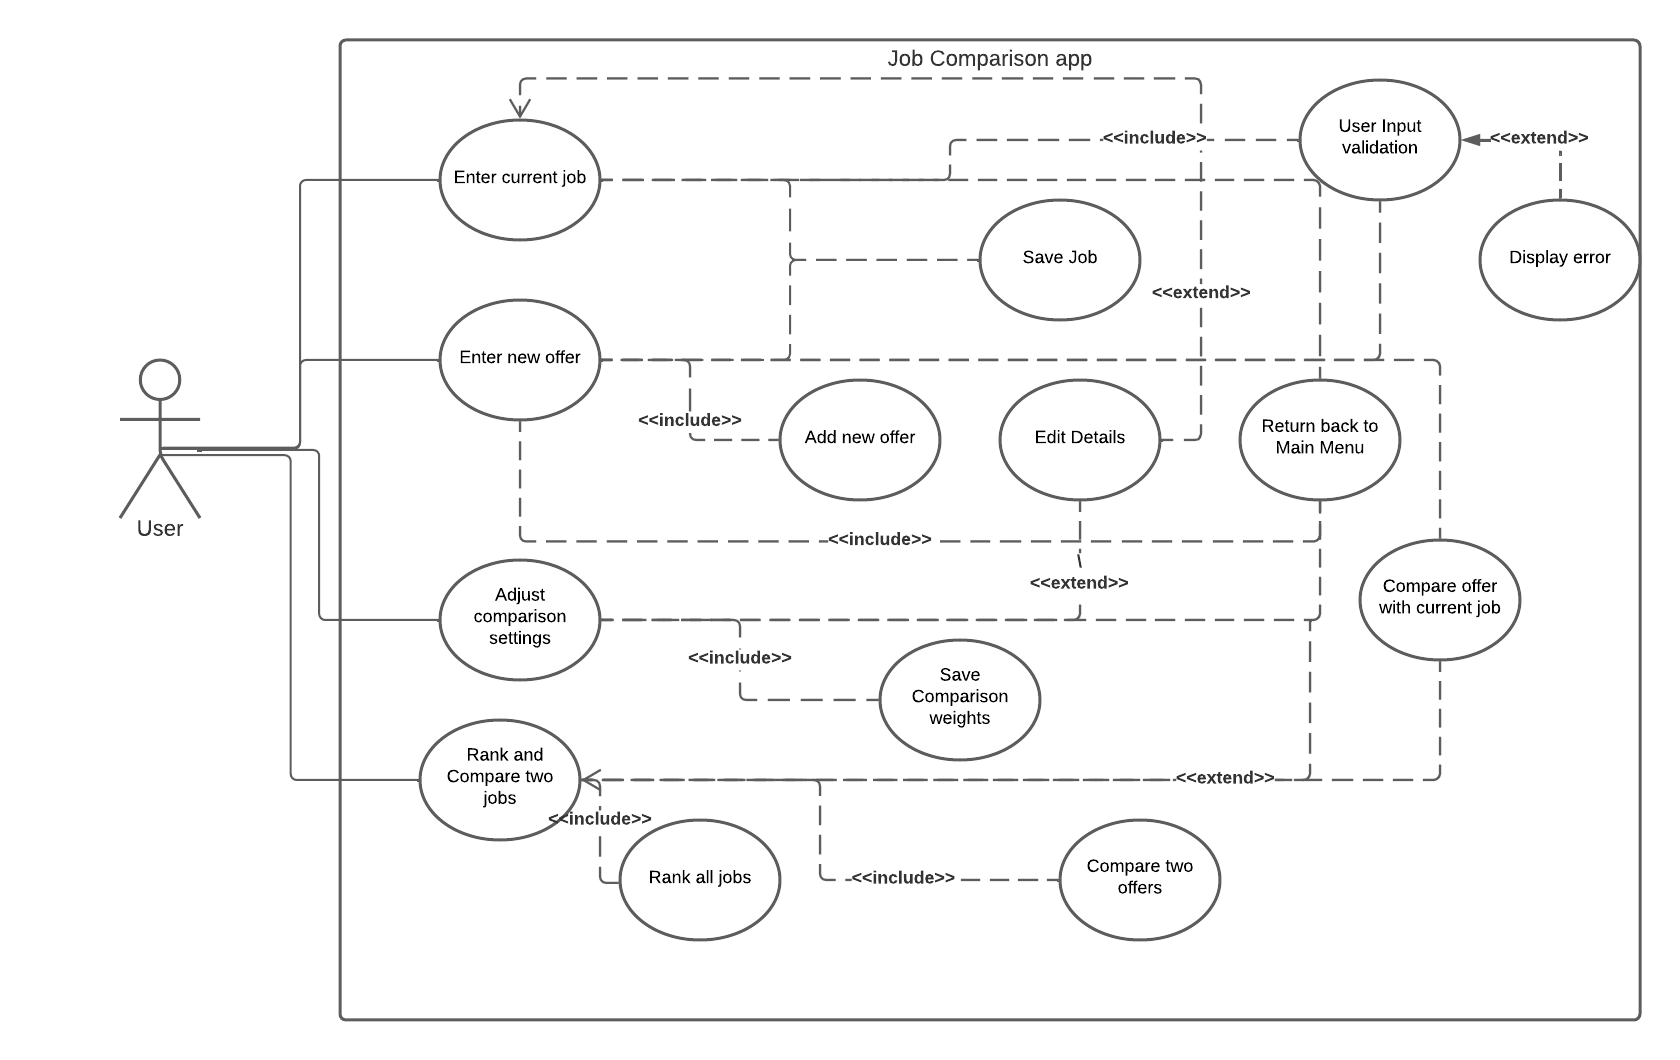 Job Comparison app
User Input
validation
<<include>>
<<extend>>
Enter current job
Save Job
Display error
<<extend>>
Enter new offer
<<include>>
Add new offer
Edit Details
Return back to
Main Menu
User
<<include>>
<<extend>>
Adjust
comparison
settings
Compare offer
with current job
<<include>>
Save
Comparison
weights
Rank and
Compare two
jobs
<<extend>>
<<include>>
Rank all jobs
<<include>>
Compare two
offers